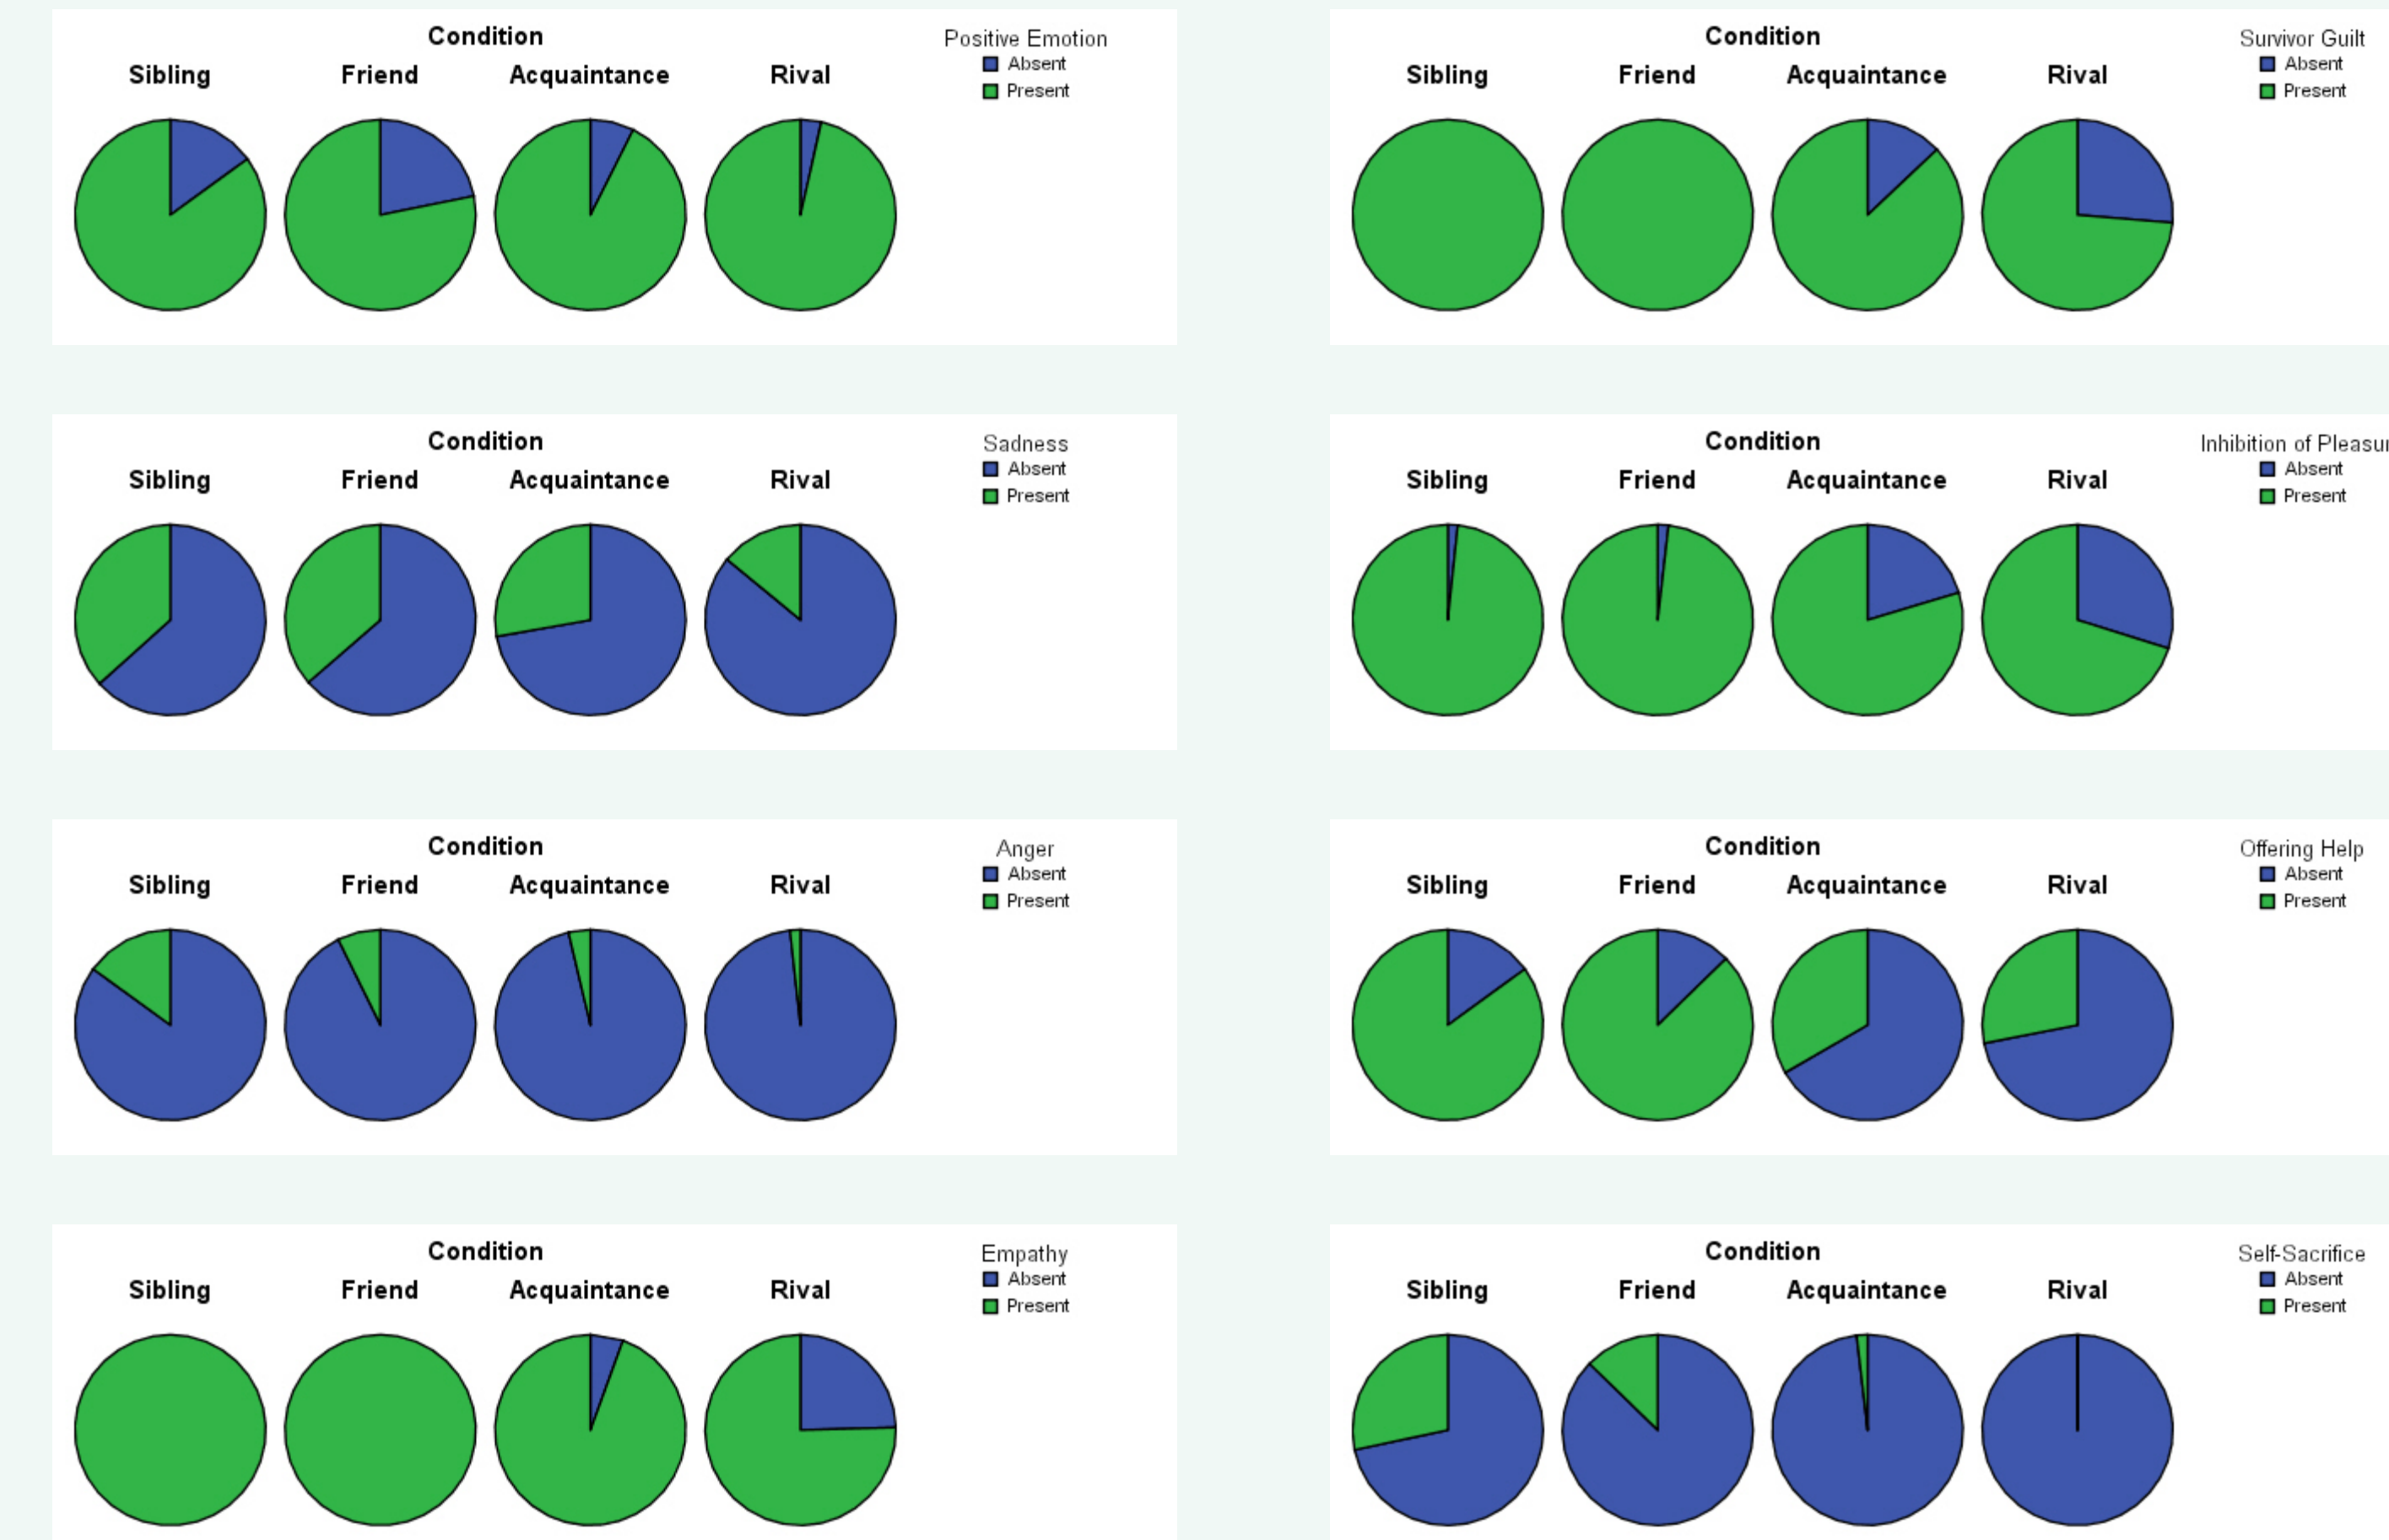 Condition
Sibling Friend Acquaintance Rival
Positive Emotion
Absent
Present
Condition
Sibling Friend Acquaintance Rival
Survivor Guilt
Absent
Present
Condition
Sibling Friend Acquaintance Rival
Sadness
Absent
Present
Condition
Sibling Friend Acquaintance Rival
Inhibition of Pleasur
Absent
Present
Condition
Sibling Friend Acquaintance Rival
Anger
Absent
Present
Condition
Sibling Friend Acquaintance Rival
Offering Help
Absent
Present
Condition
Sibling Friend Acquaintance Rival
Empathy
Absent
Present
Condition
Sibling Friend Acquaintance Rival
Self-Sacrifice
Absent
Present